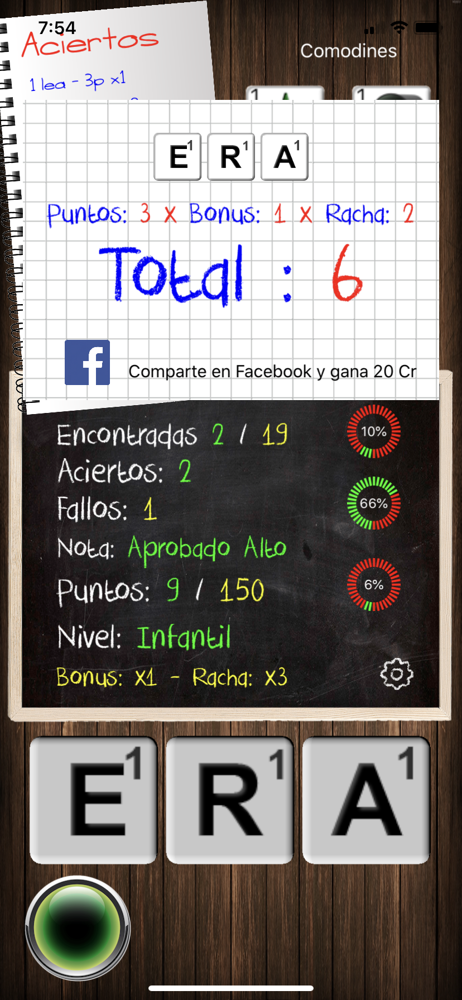 7:54
Aciertos
Comodines
1 lea - 3p x1
1 1
E1 R1 A1
Puntos: 3 x Bonus: 1 x Racha: 2
Total : 6
f Comparte en Facebook y gana 20 Cr
Encontradas 2 / 19 10%
Aciertos: 2
Fallos: 1 66%
Nota: Aprobado Alto
Puntos: 9 / 150 6%
Nivel: Infantil
Bonus: x1 - Racha: x3
E1 R1 A1